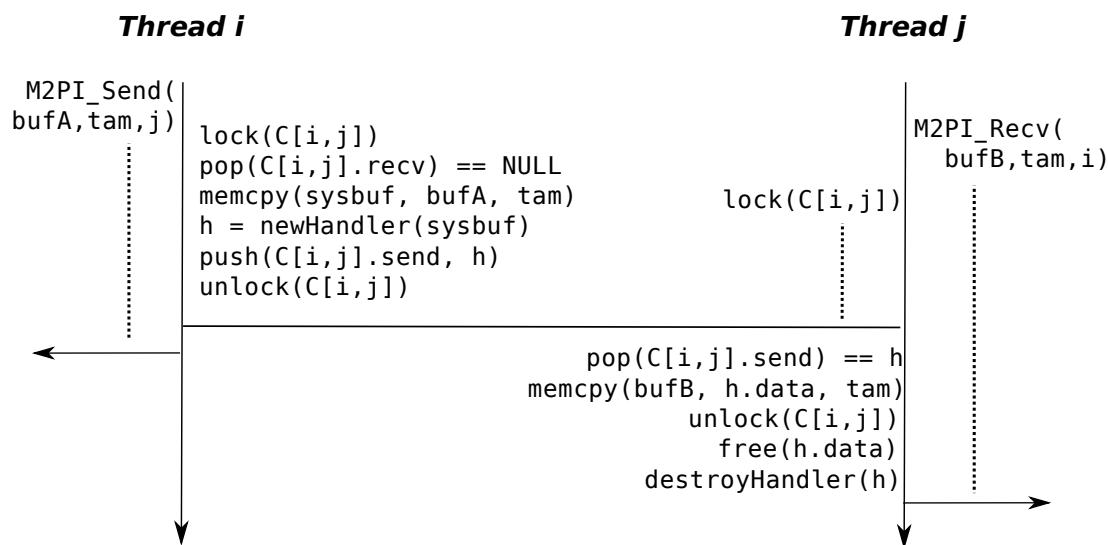 Thread i
Thread j
M2PI_Send(
bufA,tam,j)
lock(C[i,j])
pop(C[i,j].recv) == NULL
memcpy(sysbuf, bufA, tam)
h = newHandler(sysbuf)
push(C[i,j].send, h)
unlock(C[i,j])
M2PI_Recv(
bufB,tam,i)
lock(C[i,j])
pop(C[i,j].send) == h
memcpy(bufB, h.data, tam)
unlock(C[i,j])
free(h.data)
destroyHandler(h)